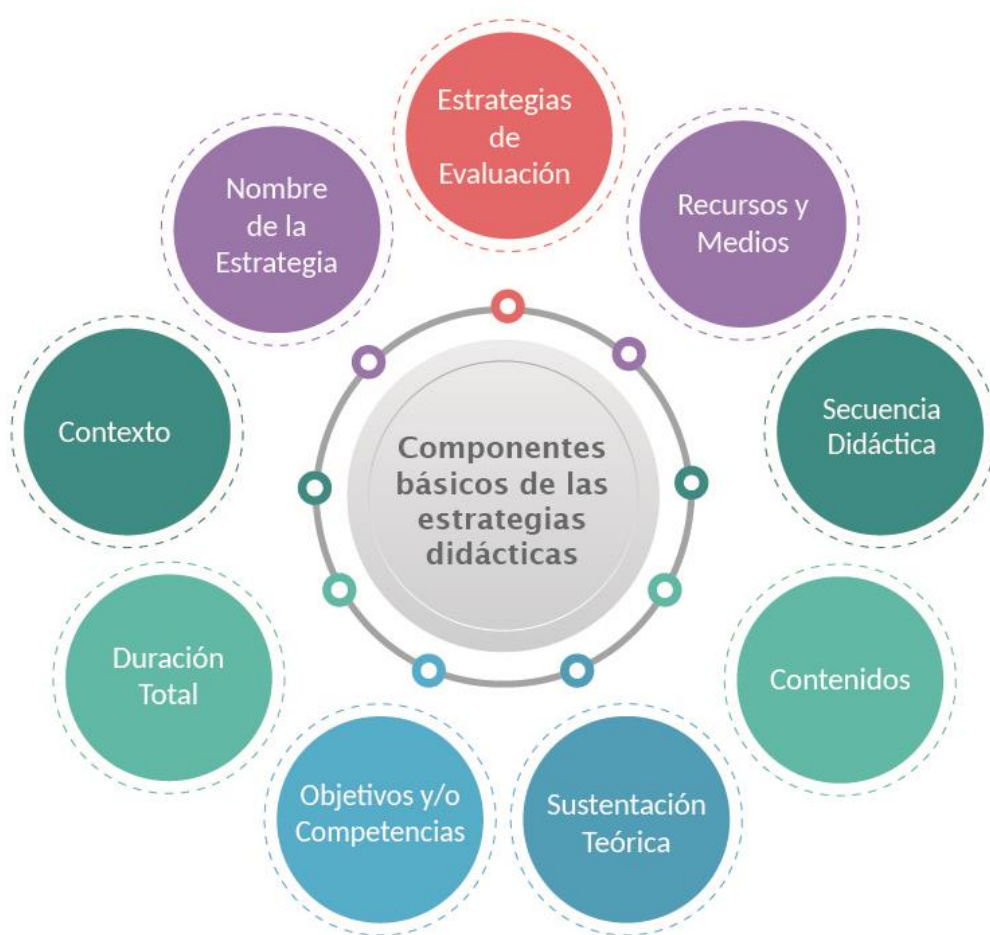 Estrategias
de
Evaluación
Recursos y
Medios
Secuencia
Didáctica
Contenidos
Sustentación
Teórica
Objetivos y/o
Competencias
Duración
Total
Contexto
Nombre
de la
Estrategia
Componentes
básicos de las
estrategias
didácticas